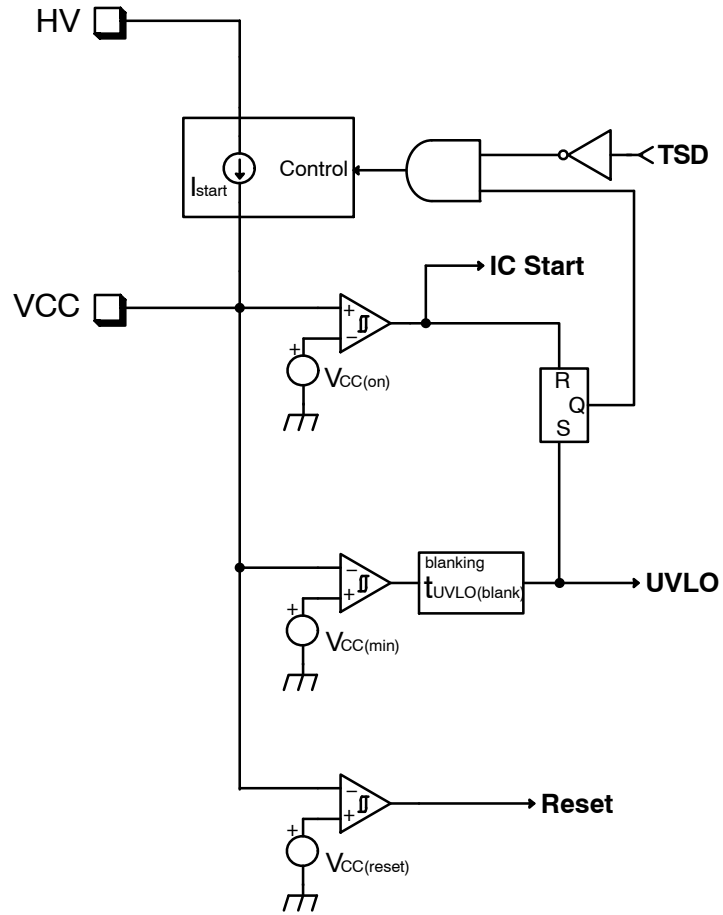 HV
TSD
Control
Istart
IC Start
VCC
+
−
+
VCC(on)
R
Q
S
blanking
tUVLO(blank)
−
+
UVLO
+
VCC(min)
−
+
Reset
+
VCC(reset)